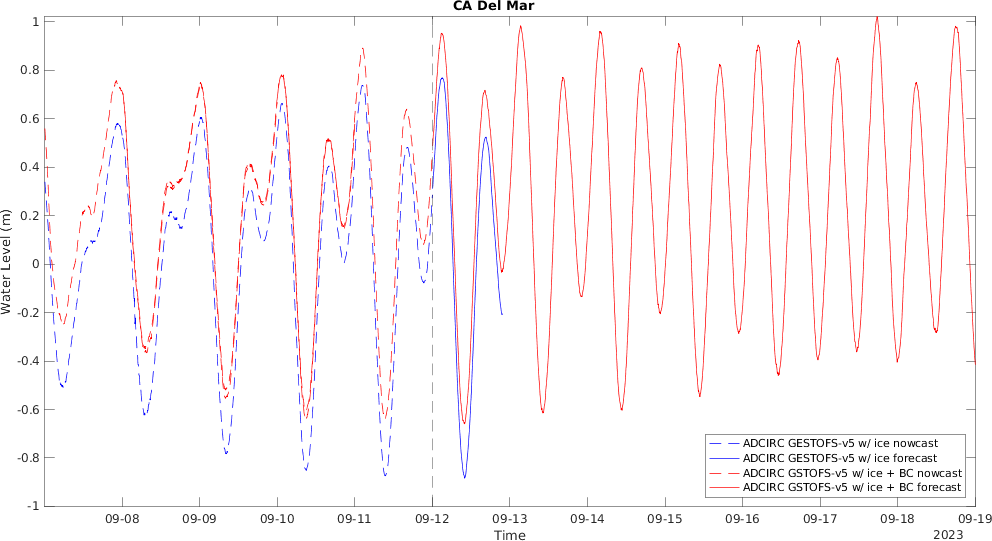 CA Del Mar
1
0.8
0.6
0.4
0.2
0
-0.2
-0.4
-0.6
-0.8
-1
Water Level (m)
ADCIRC GESTOFS-v5 w/ ice nowcast
ADCIRC GESTOFS-v5 w/ ice forecast
ADCIRC GSTOFS-v5 w/ ice + BC nowcast
ADCIRC GSTOFS-v5 w/ ice + BC forecast
09-08 09-09 09-10 09-11 09-12 09-13 09-14 09-15 09-16 09-17 09-18 09-19
Time
2023